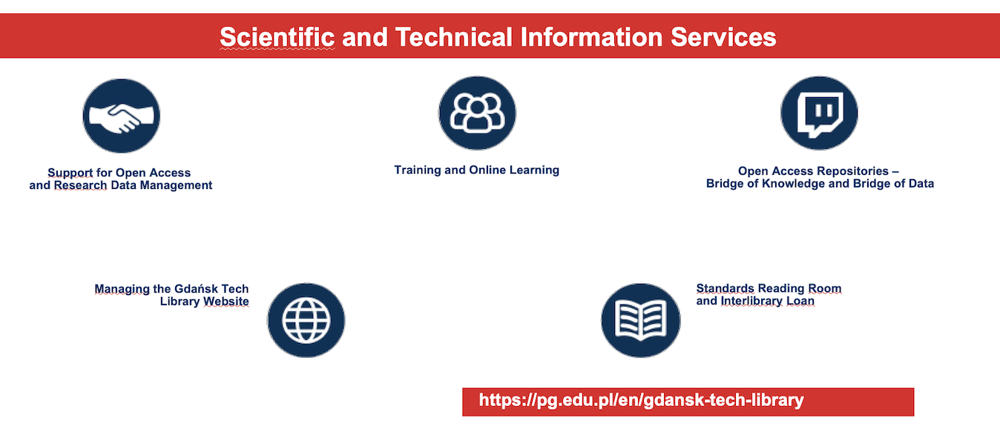 Scientific and Technical Information Services
Support for Open Access
and Research Data Management
Training and Online Learning
Open Access Repositories –
Bridge of Knowledge and Bridge of Data
Managing the Gdańsk Tech
Library Website
Standards Reading Room
and Interlibrary Loan
https://pg.edu.pl/en/gdansk-tech-library